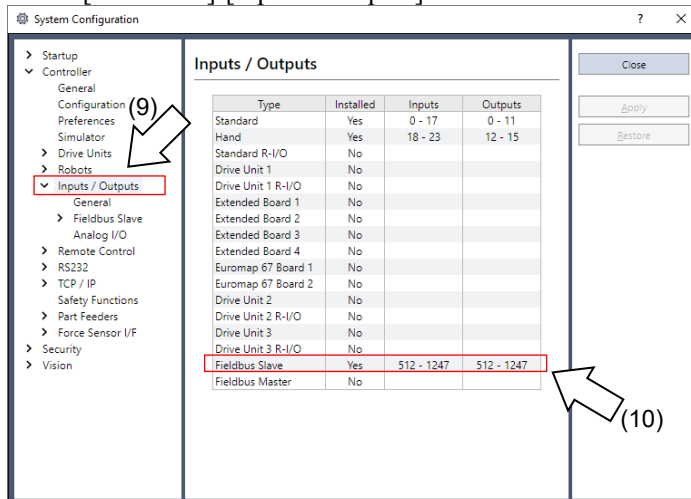 System Configuration
? ×
Startup
Controller
General
Configuration
Preferences
Simulator
Drive Units
Robots
Inputs / Outputs
General
Fieldbus Slave
Analog I/O
Remote Control
RS232
TCP / IP
Safety Functions
Part Feeders
Force Sensor I/F
Security
Vision
(9)
Inputs / Outputs
Type Installed Inputs Outputs
Standard Yes 0 - 17 0 - 11
Hand Yes 18 - 23 12 - 15
Standard R-I/O No
Drive Unit 1 No
Drive Unit 1 R-I/O No
Extended Board 1 No
Extended Board 2 No
Extended Board 3 No
Extended Board 4 No
Euromap 67 Board 1 No
Euromap 67 Board 2 No
Drive Unit 2 No
Drive Unit 2 R-I/O No
Drive Unit 3 No
Drive Unit 3 R-I/O No
Fieldbus Slave Yes 512 - 1247 512 - 1247
Fieldbus Master No
(10)
Close
Apply
Restore